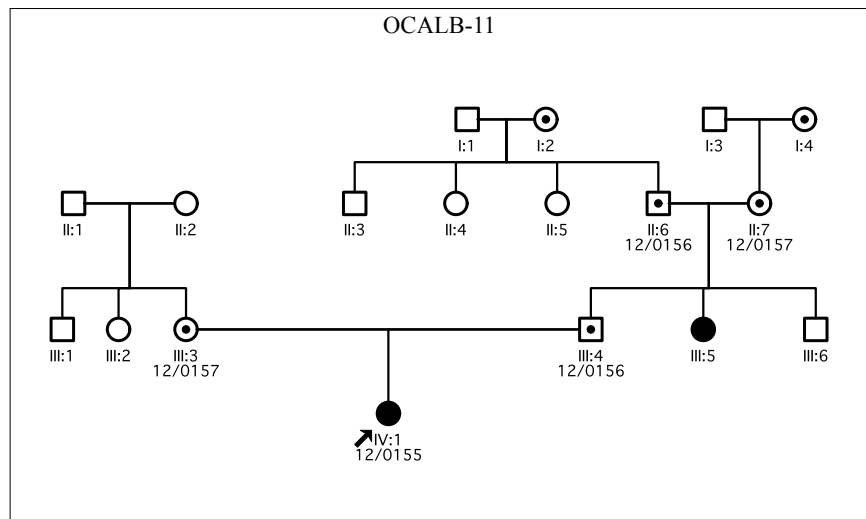 OCALB-11
I:1 I:2 I:3 I:4
II:1 II:2 II:3 II:4 II:5 II:6 II:7
12/0156 12/0157
III:1 III:2 III:3 III:4 III:5 III:6
12/0157 12/0156
IV:1
12/0155